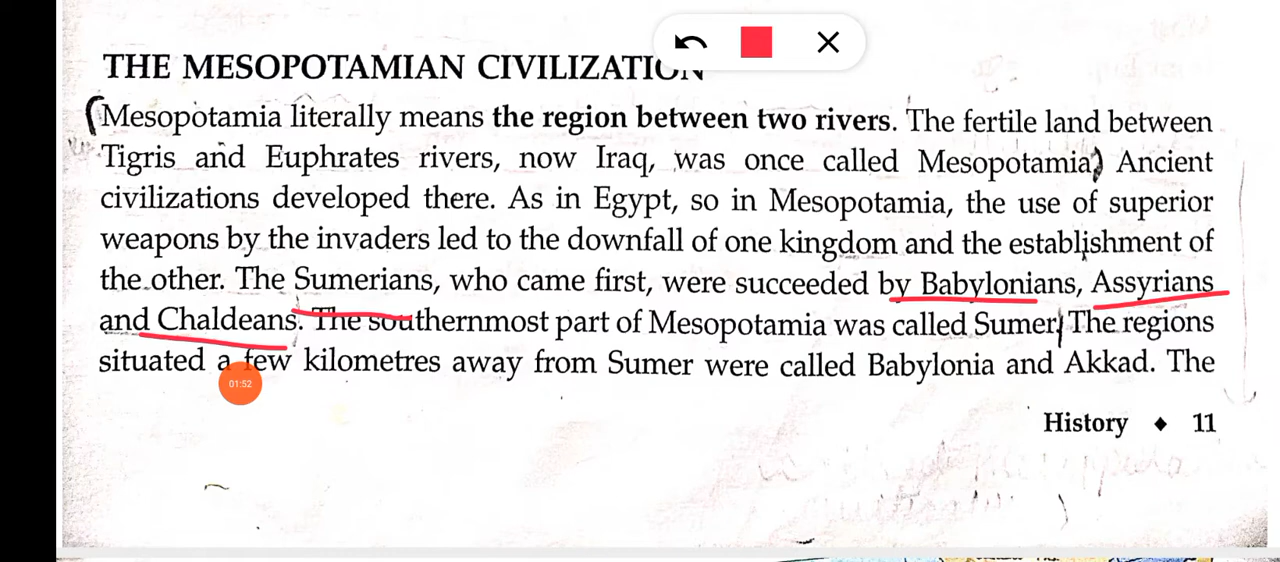 THE MESOPOTAMIAN CIVILIZATION
(Mesopotamia literally means the region between two rivers. The fertile land between
Tigris and Euphrates rivers, now Iraq, was once called Mesopotamia) Ancient
civilizations developed there. As in Egypt, so in Mesopotamia, the use of superior
weapons by the invaders led to the downfall of one kingdom and the establishment of
the other. The Sumerians, who came first, were succeeded by Babylonians, Assyrians
and Chaldeans. The southernmost part of Mesopotamia was called Sumer. The regions
situated a few kilometres away from Sumer were called Babylonia and Akkad. The
01:52
History ◆ 11